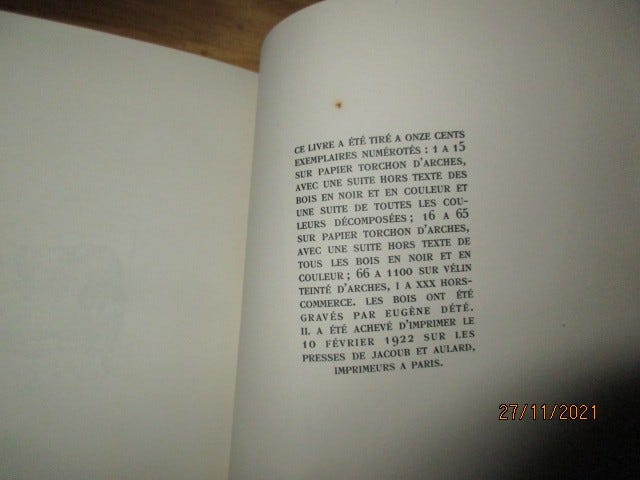 CE LIVRE A ÉTÉ TIRÉ A ONZE CENTS
EXEMPLAIRES NUMÉROTÉS : 1 A 15
SUR PAPIER TORCHON D'ARCHES,
AVEC UNE SUITE HORS TEXTE DES
BOIS EN NOIR ET EN COULEUR ET
UNE SUITE DE TOUTES LES COU-
LEURS DÉCOMPOSÉES ; 16 A 65
SUR PAPIER TORCHON D'ARCHES,
AVEC UNE SUITE HORS TEXTE DE
TOUS LES BOIS EN NOIR ET EN
COULEUR ; 66 A 1100 SUR VÉLIN
TEINTÉ D'ARCHES, I A XXX HORS-
COMMERCE. LES BOIS ONT ÉTÉ
GRAVÉS PAR EUGÈNE DÉTÉ.
IL A ÉTÉ ACHEVÉ D'IMPRIMER LE
10 FÉVRIER 1922 SUR LES
PRESSES DE JACOUB ET AULARD,
IMPRIMEURS A PARIS.
27/11/2021